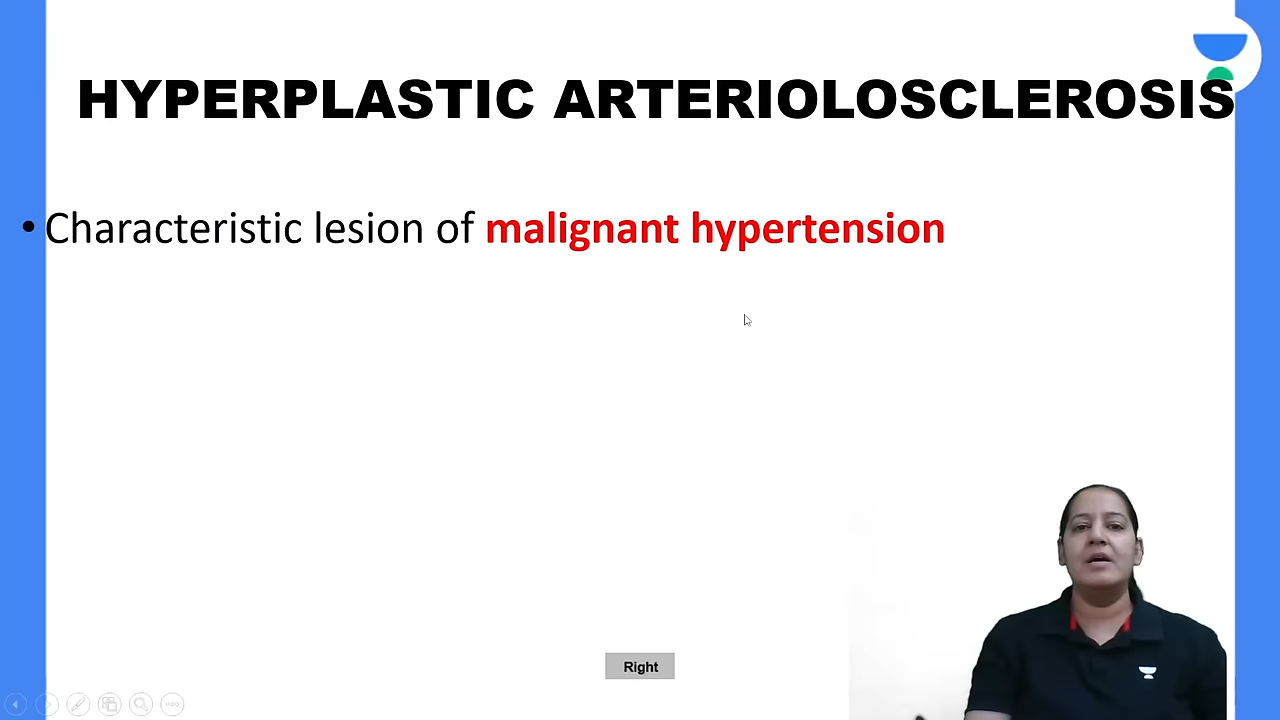 HYPERPLASTIC ARTERIOLOSCLEROSIS
• Characteristic lesion of malignant hypertension
Right